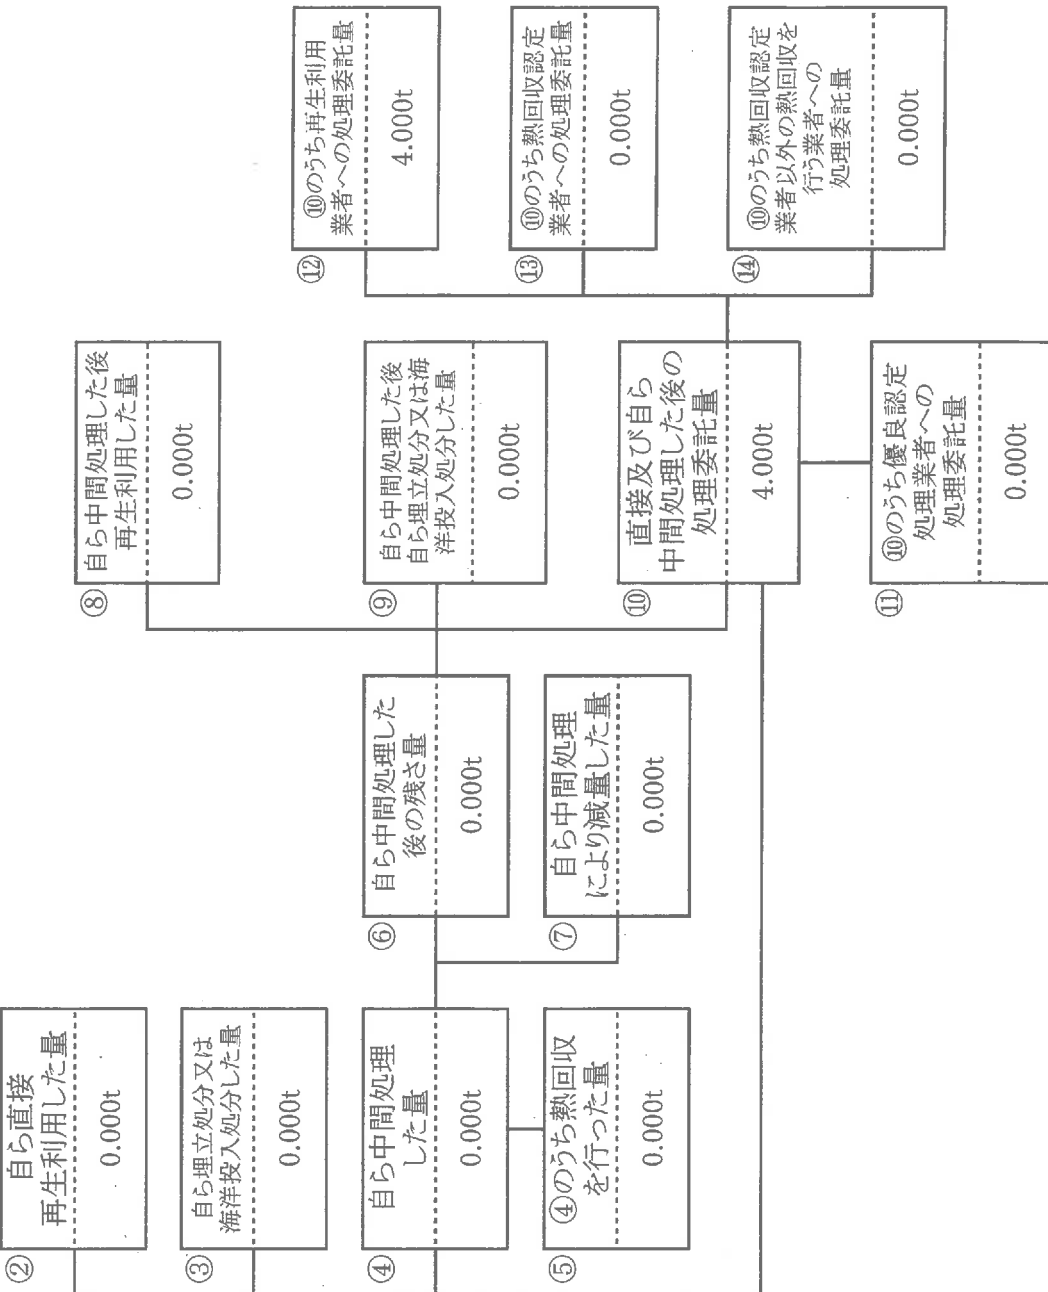 ②
自ら直接
再生利用した量
0.000t
③
自ら埋立処分又は
海洋投入処分した量
0.000t
④
自ら中間処理
した量
0.000t
⑤
④のうち熱回収
を行った量
0.000t
⑥
自ら中間処理した
後の残さ量
0.000t
⑦
自ら中間処理
により減量した量
0.000t
⑧
自ら中間処理した後
再生利用した量
0.000t
⑨
自ら中間処理した後
自ら埋立処分又は海
洋投入処分した量
0.000t
⑩
直接及び自ら
中間処理した後の
処理委託量
4.000t
⑪
⑩のうち優良認定
処理業者への
処理委託量
0.000t
⑫
⑩のうち再生利用
業者への処理委託量
4.000t
⑬
⑩のうち熱回収認定
業者への処理委託量
0.000t
⑭
⑩のうち熱回収認定
業者以外の熱回収を
行う業者への
処理委託量
0.000t